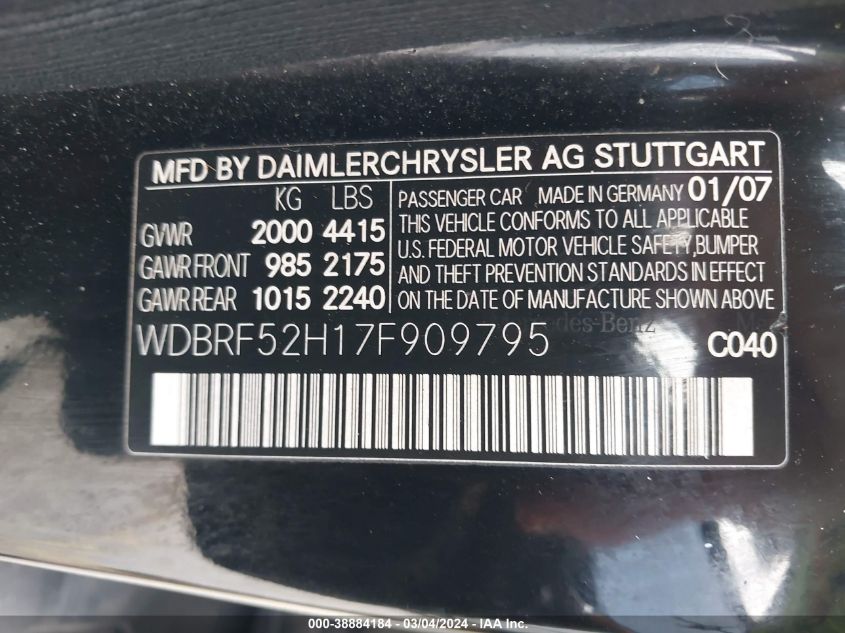 MFD BY DAIMLERCHRYSLER AG STUTTGART
KG LBS
GVWR 2000 4415
GAWR FRONT 985 2175
GAWR REAR 1015 2240
PASSENGER CAR MADE IN GERMANY 01/07
THIS VEHICLE CONFORMS TO ALL APPLICABLE
U.S. FEDERAL MOTOR VEHICLE SAFETY, BUMPER
AND THEFT PREVENTION STANDARDS IN EFFECT
ON THE DATE OF MANUFACTURE SHOWN ABOVE
WDBRF52H17F909795 C040
000-38884184 - 03/04/2024 - IAA Inc.